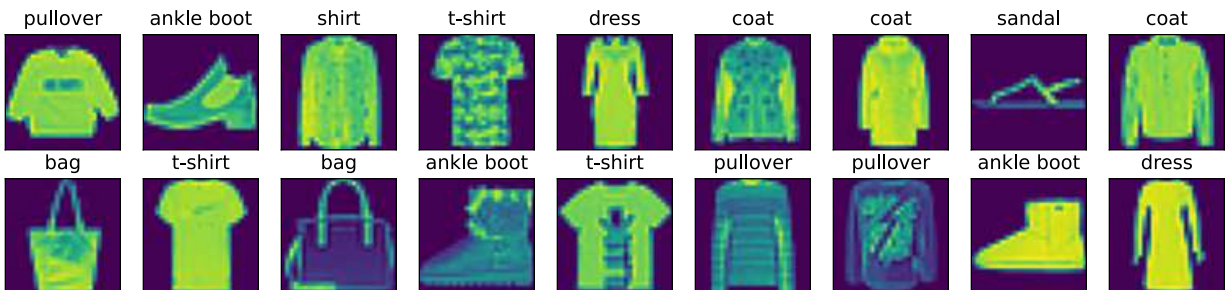 pullover ankle boot shirt t-shirt dress coat coat sandal coat
bag t-shirt bag ankle boot t-shirt pullover pullover ankle boot dress